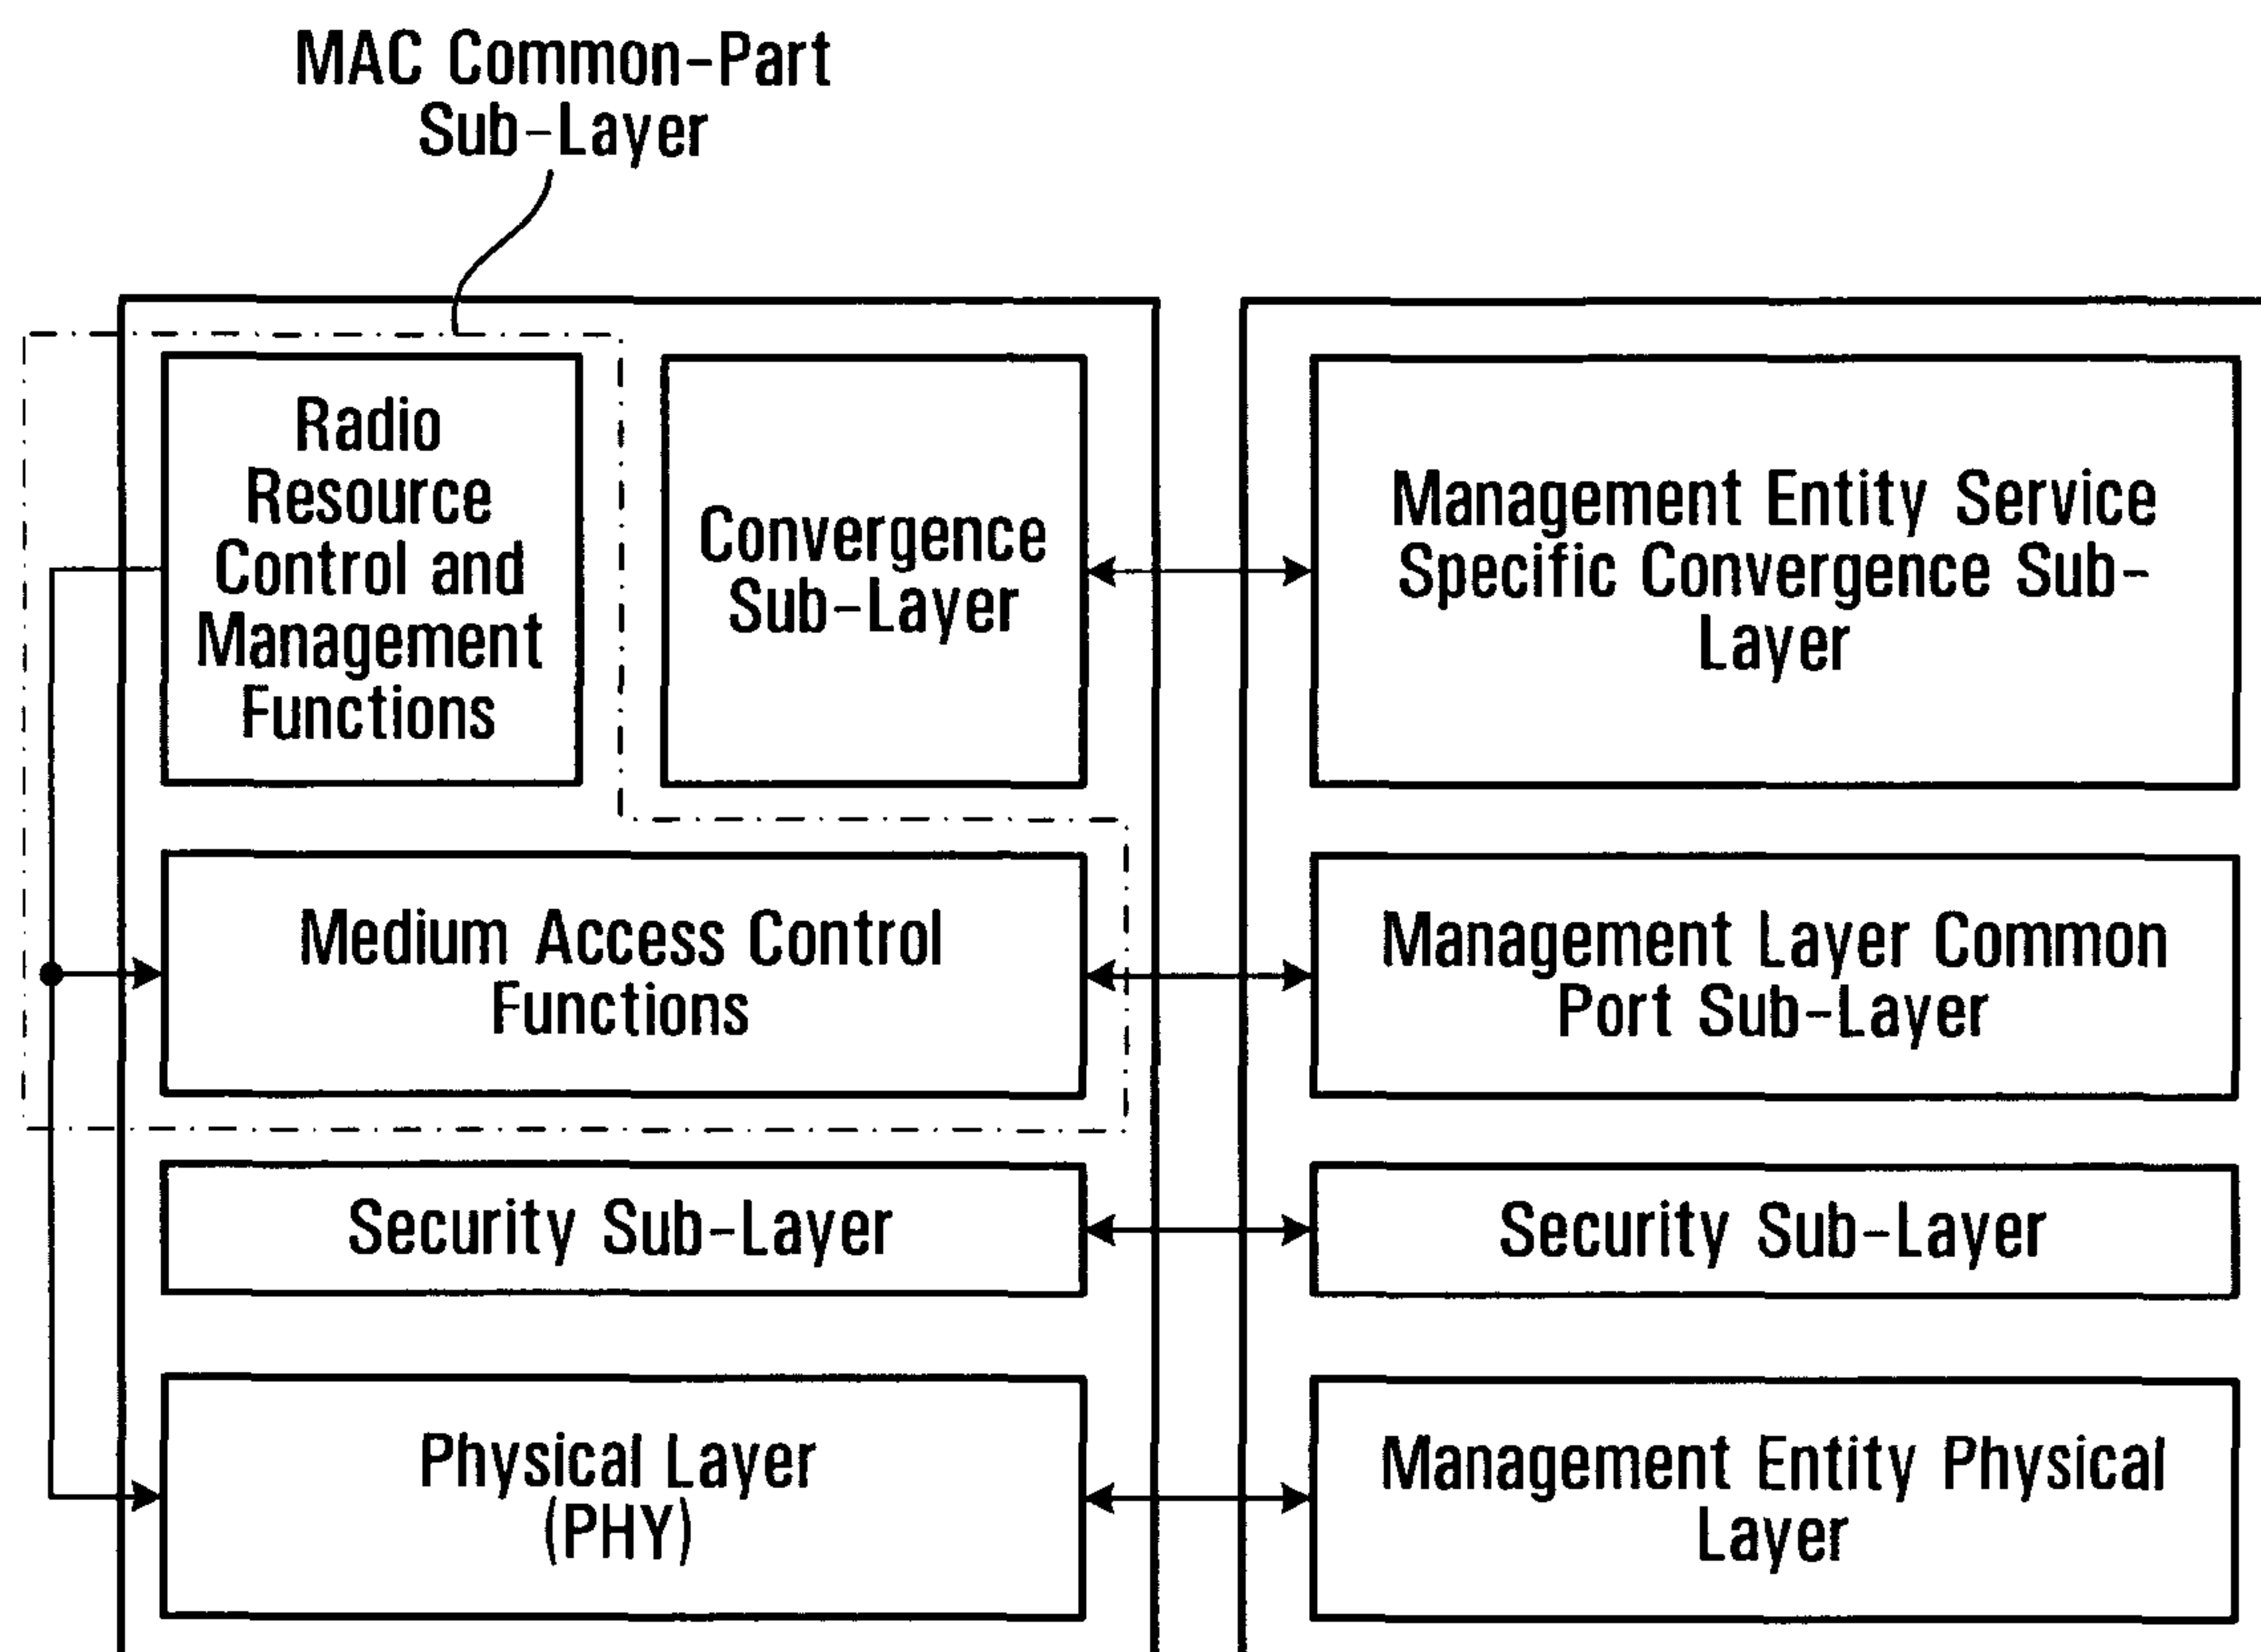 MAC Common-Part
Sub-Layer
Radio
Resource
Control and
Management
Functions
Convergence
Sub-Layer
Management Entity Service
Specific Convergence Sub-
Layer
Medium Access Control
Functions
Management Layer Common
Port Sub-Layer
Security Sub-Layer
Security Sub-Layer
Physical Layer
(PHY)
Management Entity Physical
Layer